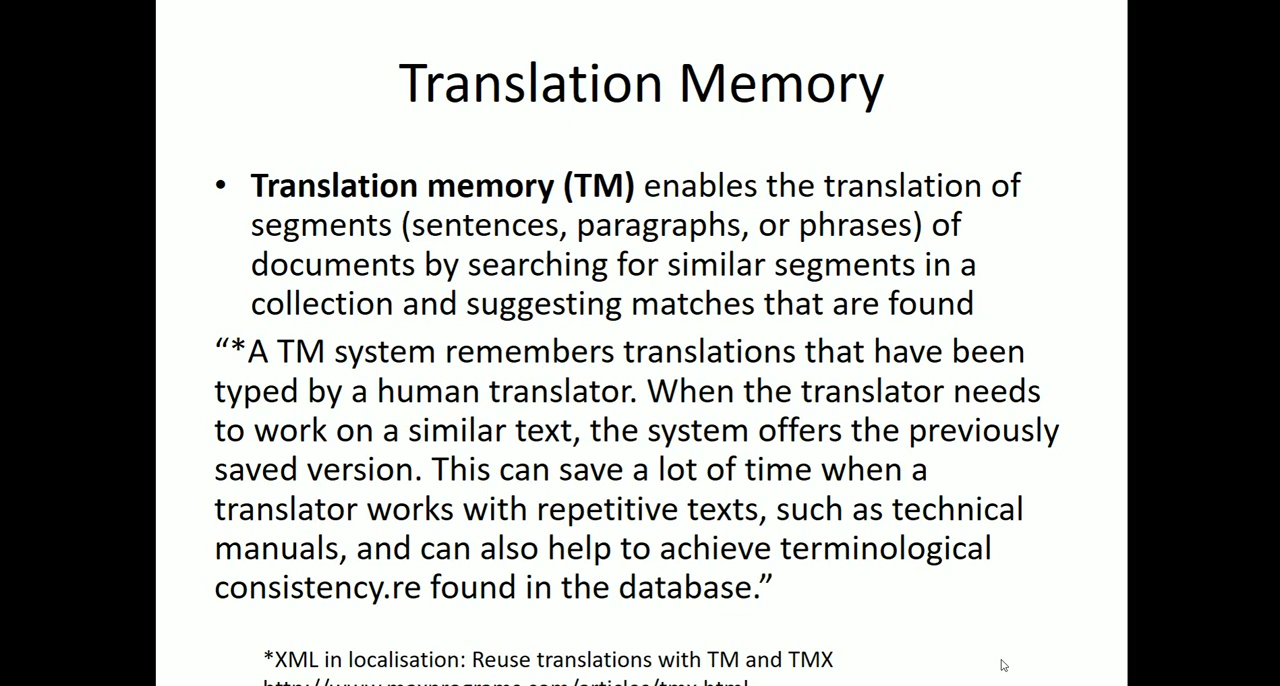 Translation Memory
• Translation memory (TM) enables the translation of
segments (sentences, paragraphs, or phrases) of
documents by searching for similar segments in a
collection and suggesting matches that are found
“*A TM system remembers translations that have been
typed by a human translator. When the translator needs
to work on a similar text, the system offers the previously
saved version. This can save a lot of time when a
translator works with repetitive texts, such as technical
manuals, and can also help to achieve terminological
consistency.re found in the database.”
*XML in localisation: Reuse translations with TM and TMX